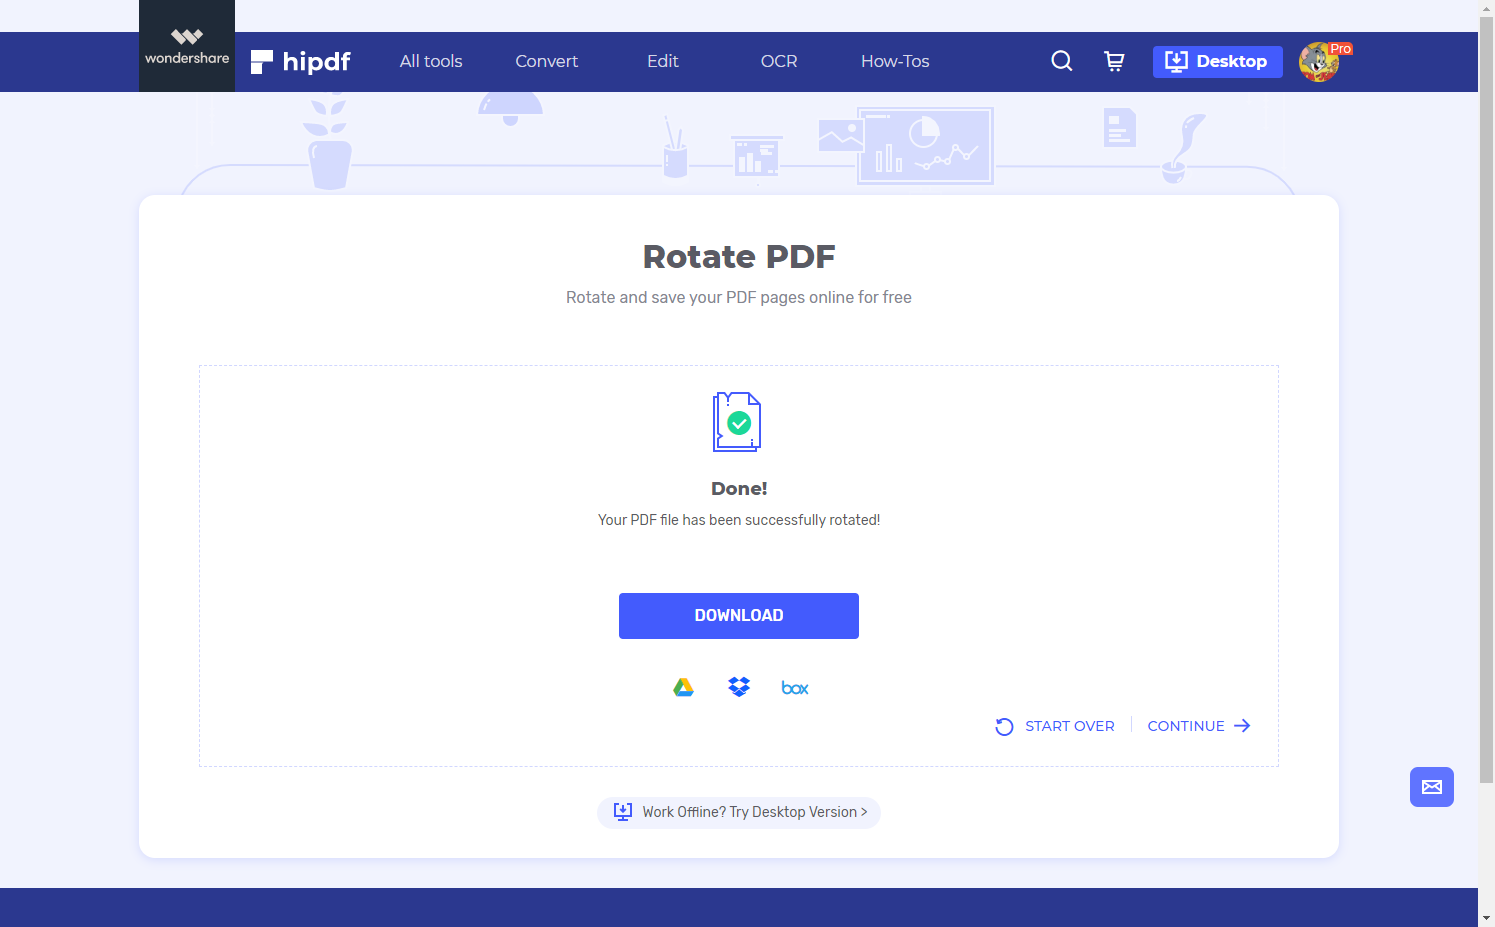 wondershare
hipdf
All tools
Convert
Edit
OCR
How-Tos
Desktop
Pro
Rotate PDF
Rotate and save your PDF pages online for free
Done!
Your PDF file has been successfully rotated!
DOWNLOAD
box
START OVER
CONTINUE
Work Offline? Try Desktop Version >